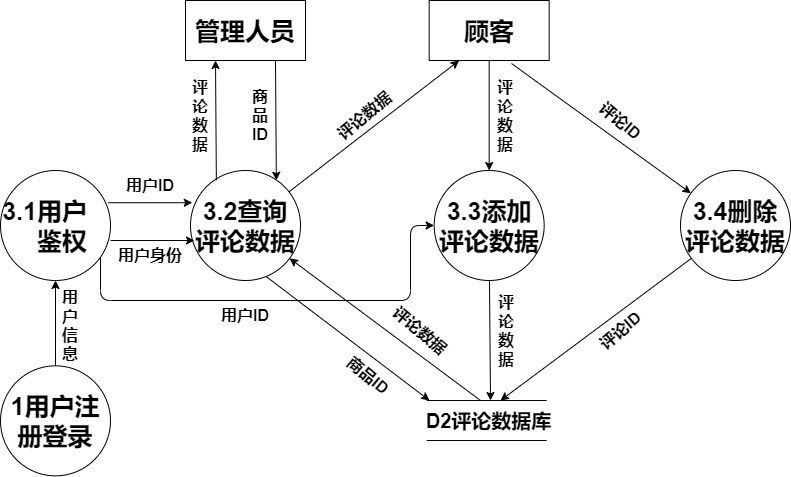 管理人员
顾客
评论数据
商品ID
评论数据
评论数据
评论ID
用户ID
3.1用户
鉴权
3.2查询
评论数据
3.3添加
评论数据
3.4删除
评论数据
用户身份
用户ID
用户信息
评论数据
评论数据
评论ID
商品ID
1用户注
册登录
D2评论数据库